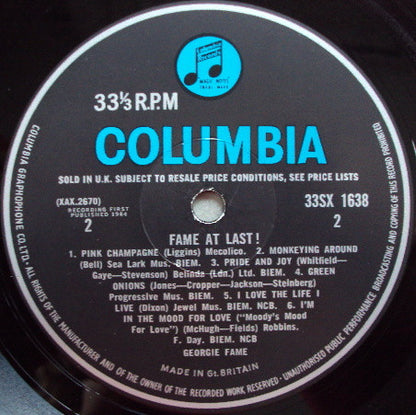 Columbia Records
MAGIC NOTES
TRADE MARK
33⅓ R.P.M
COLUMBIA
SOLD IN U.K. SUBJECT TO RESALE PRICE CONDITIONS, SEE PRICE LISTS
(XAX.2670)
RECORDING FIRST
PUBLISHED 1964
2
33SX 1638
2
FAME AT LAST!
1. PINK CHAMPAGNE (Liggins) Mecolico. 2. MONKEYING AROUND
(Bell) Sea Lark Mus. BIEM. 3. PRIDE AND JOY (Whitfield—
Gaye—Stevenson) Belinda (Ldn.) Ltd. BIEM. 4. GREEN
ONIONS (Jones—Cropper—Jackson—Steinberg)
Progressive Mus. BIEM. 5. I LOVE THE LIFE I
LIVE (Dixon) Jewel Mus. BIEM. NCB. 6. I'M
IN THE MOOD FOR LOVE ("Moody's Mood
For Love") (McHugh—Fields) Robbins.
F. Day. BIEM. NCB
GEORGIE FAME
MADE IN Gt. BRITAIN
COLUMBIA GRAPHOPHONE CO. LTD. · ALL RIGHTS OF THE MANUFACTURER AND OF THE OWNER OF THE RECORDED WORK RESERVED · UNAUTHORISED PUBLIC PERFORMANCE BROADCASTING AND COPYING OF THIS RECORD PROHIBITED